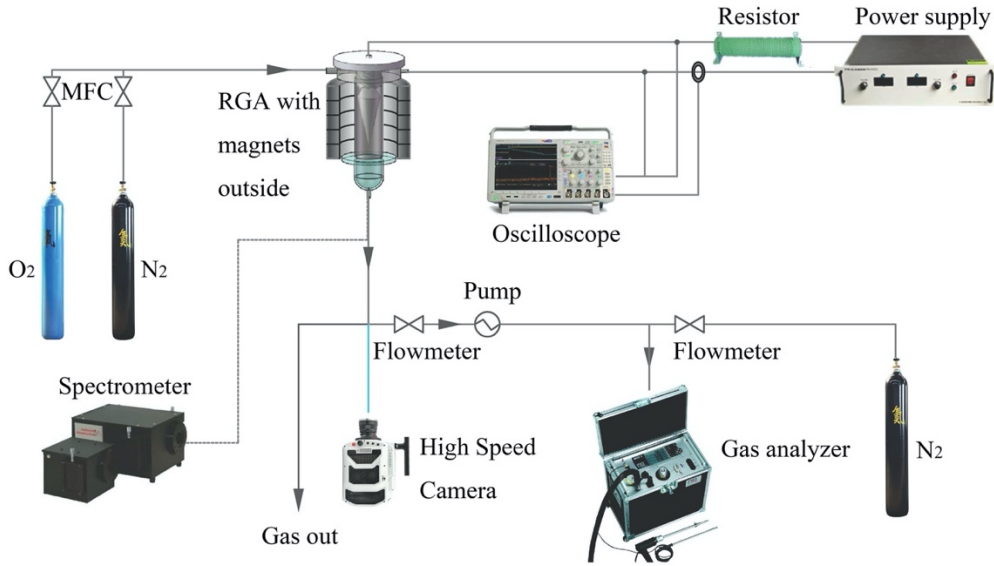 Resistor
Power supply
MFC
RGA with
magnets
outside
Oscilloscope
O2
N2
Pump
Flowmeter
Flowmeter
Spectrometer
High Speed
Camera
Gas analyzer
N2
Gas out